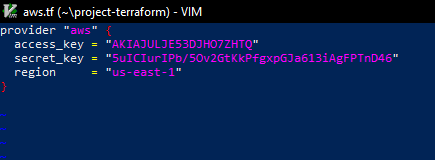 aws.tf (~\project-terraform) - VIM
provider "aws" {
  access_key = "AKIAJULJE53DJHO7ZHTQ"
  secret_key = "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"
  region     = "us-east-1"
}
~
~
~